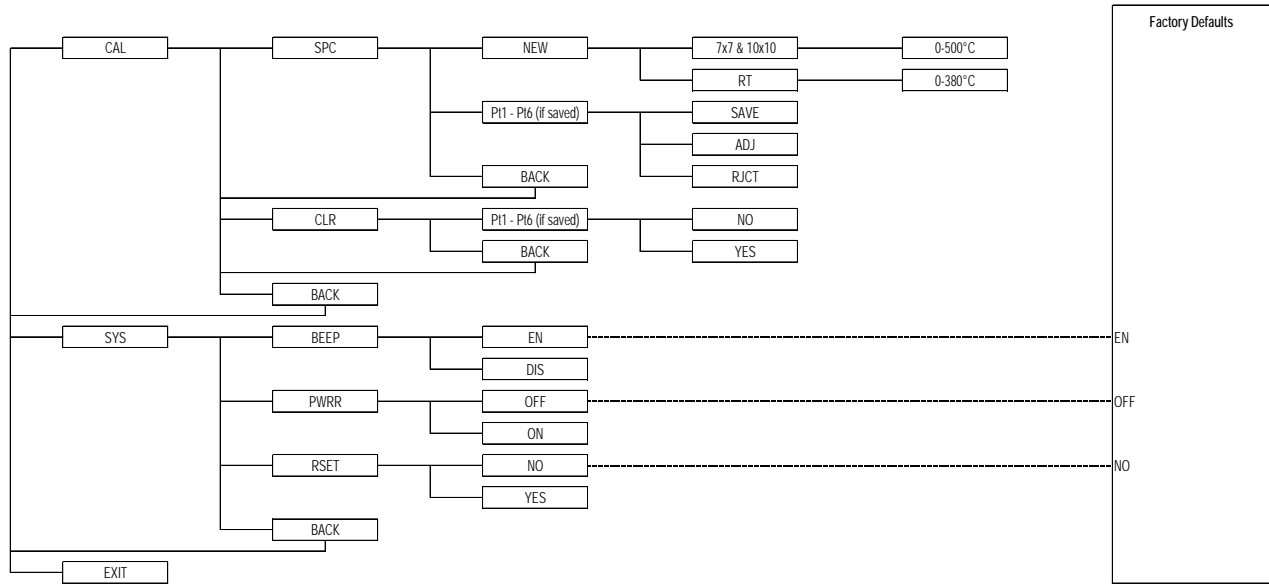 Factory Defaults
CAL SPC NEW 7x7 & 10x10 0-500°C
RT 0-380°C
Pt1 - Pt6 (if saved) SAVE
ADJ
BACK RJCT
CLR Pt1 - Pt6 (if saved) NO
BACK YES
BACK
SYS BEEP EN EN
DIS
PWRR OFF OFF
ON
RSET NO NO
YES
BACK
EXIT